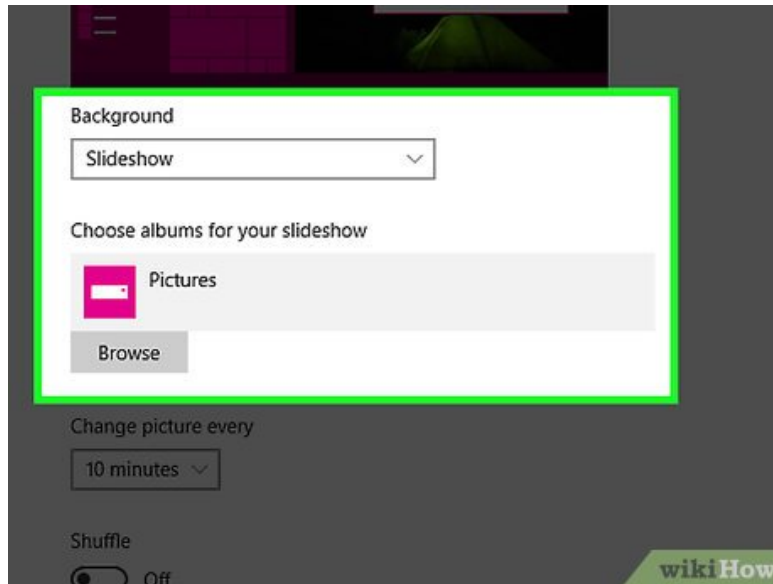 Background
Slideshow
Choose albums for your slideshow
Pictures
Browse
Change picture every
10 minutes
Shuffle
Off
wikiHow